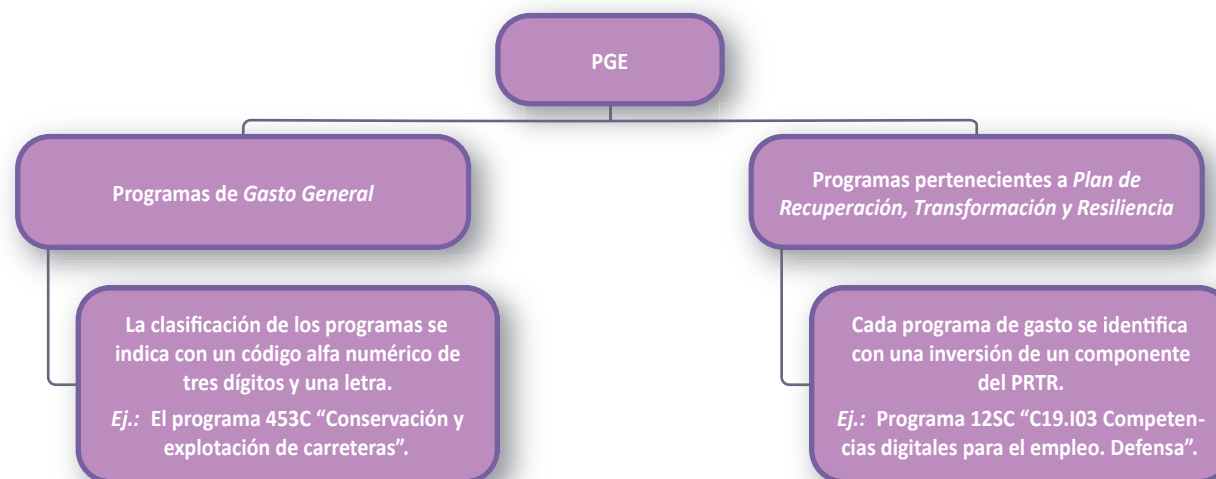 PGE
Programas de Gasto General
Programas pertenecientes a Plan de
Recuperación, Transformación y Resiliencia
La clasificación de los programas se
indica con un código alfa numérico de
tres dígitos y una letra.
Ej.: El programa 453C “Conservación y
explotación de carreteras”.
Cada programa de gasto se identifica
con una inversión de un componente
del PRTR.
Ej.: Programa 12SC “C19.I03 Competen-
cias digitales para el empleo. Defensa”.